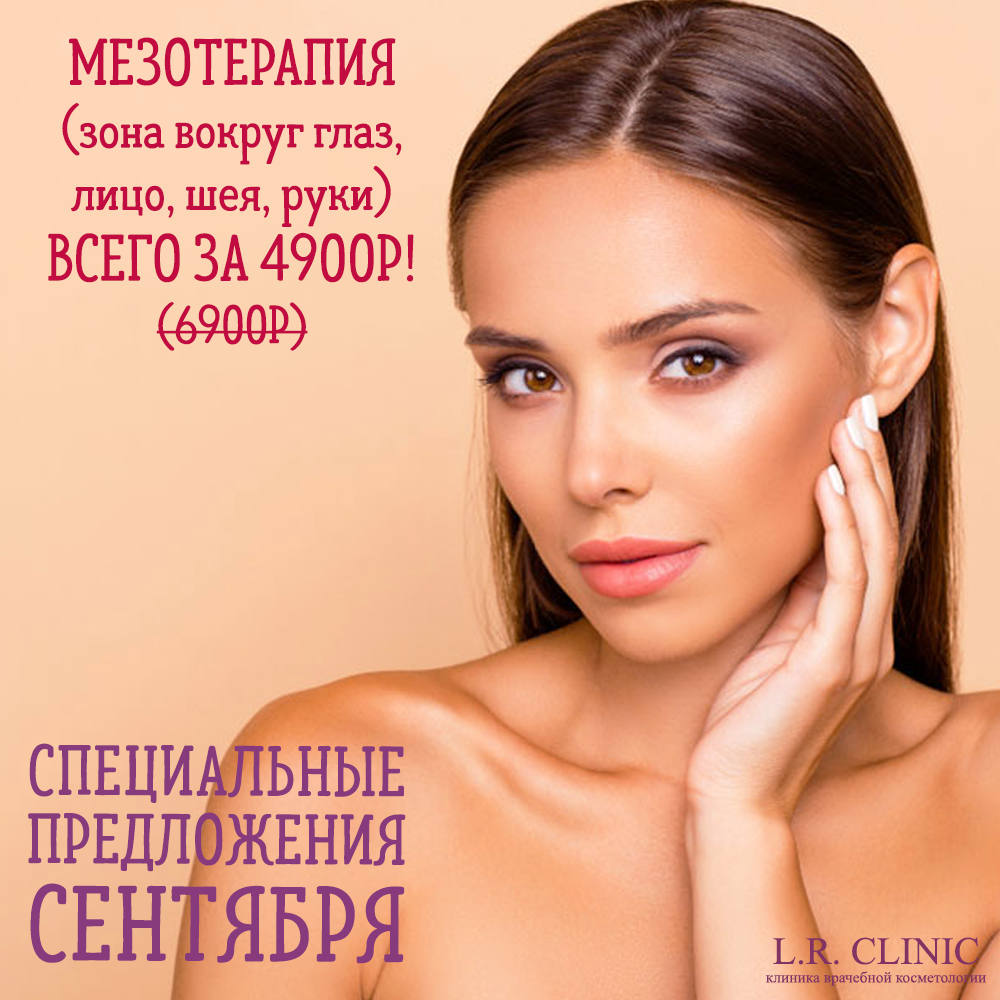 МЕЗОТЕРАПИЯ
(зона вокруг глаз,
лицо, шея, руки)
ВСЕГО ЗА 4900Р!
(6900Р)
СПЕЦИАЛЬНЫЕ
ПРЕДЛОЖЕНИЯ
СЕНТЯБРЯ
L.R. CLINIC
клиника врачебной косметологии